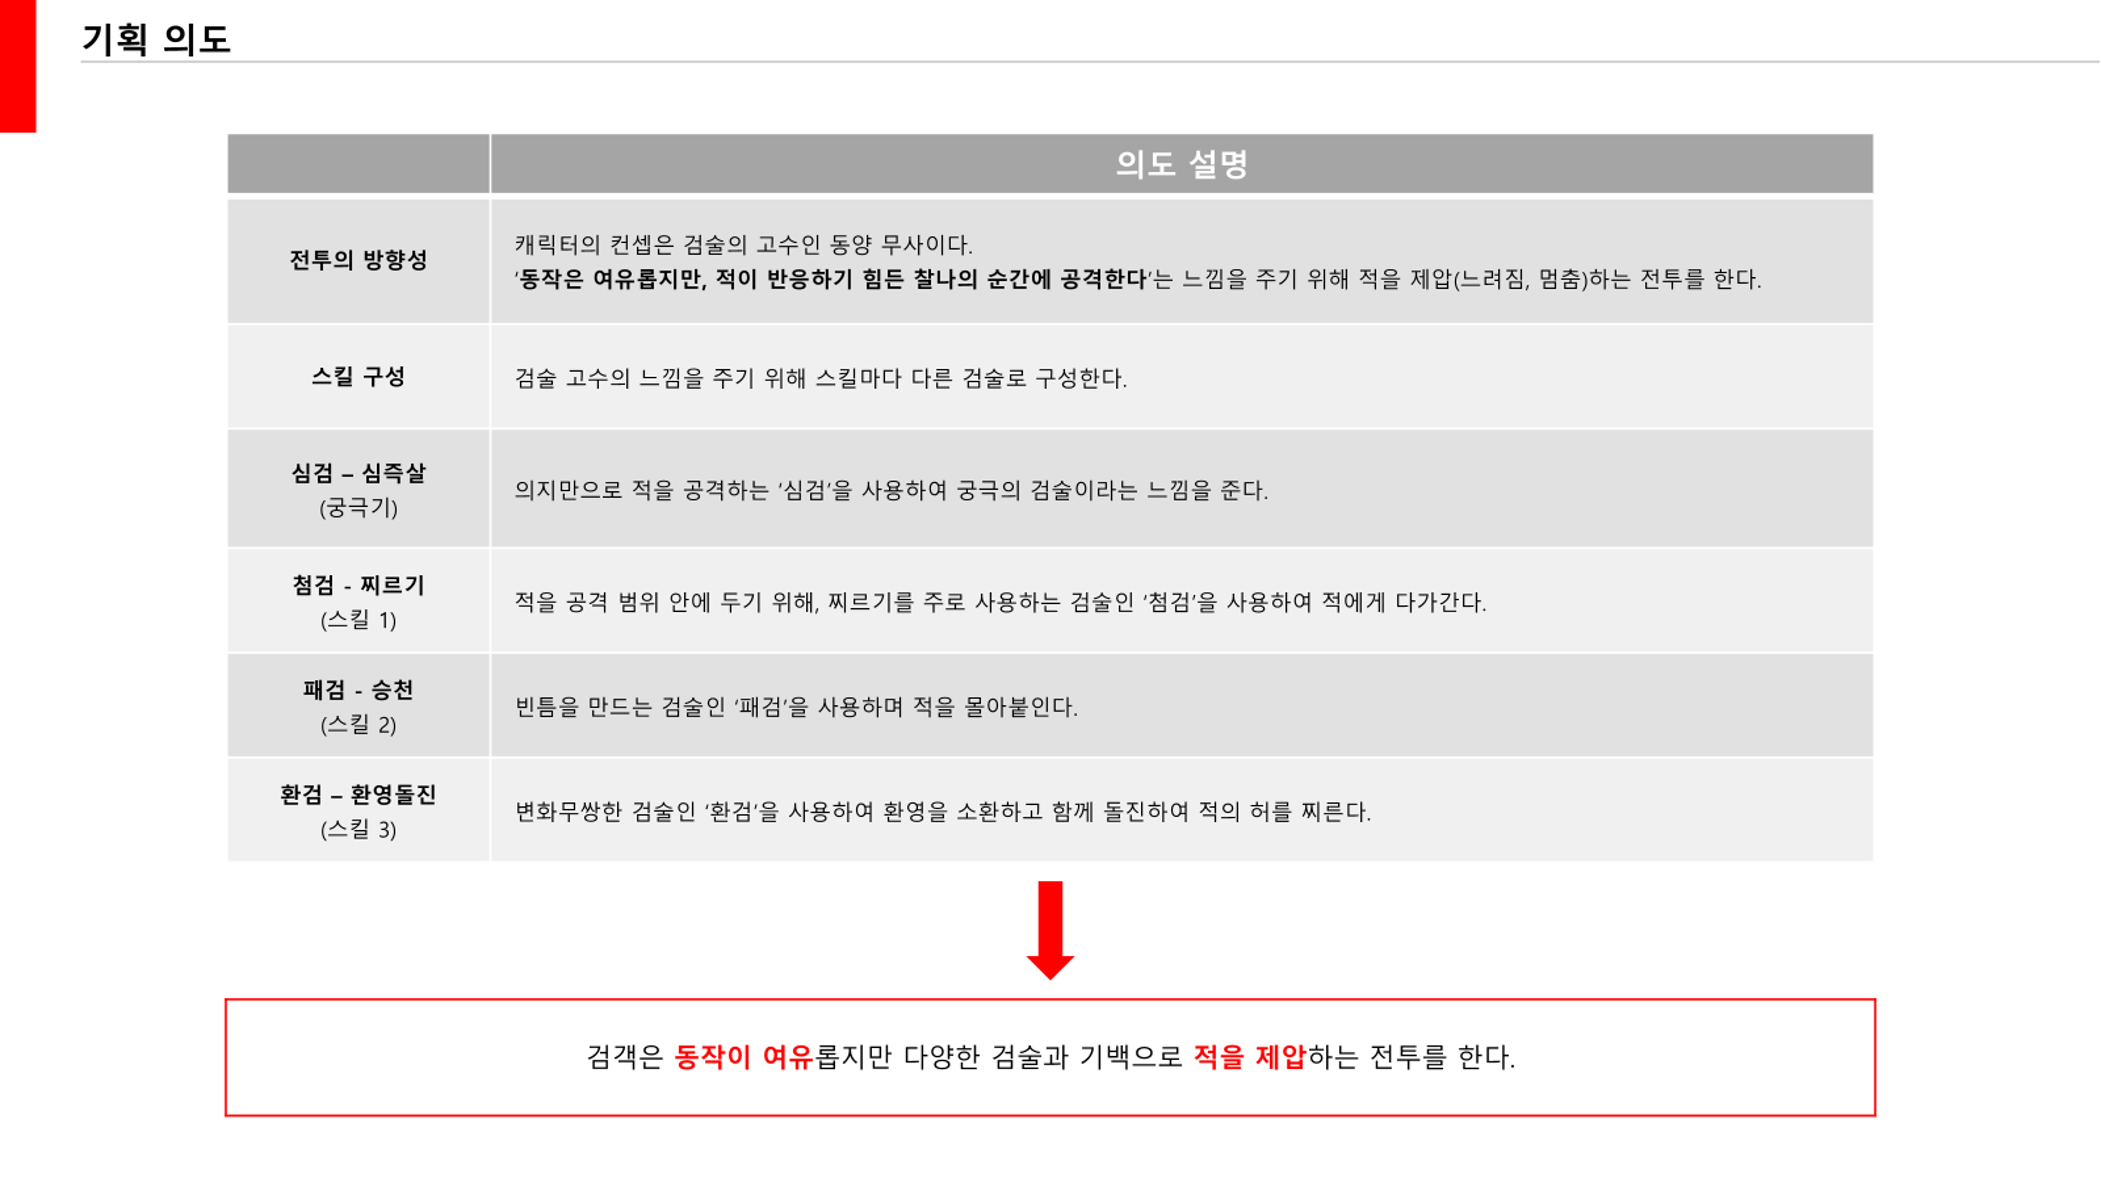 기획 의도
의도 설명
전투의 방향성
캐릭터의 컨셉은 검술의 고수인 동양 무사이다.
‘동작은 여유롭지만, 적이 반응하기 힘든 찰나의 순간에 공격한다’는 느낌을 주기 위해 적을 제압(느려짐, 멈춤)하는 전투를 한다.
스킬 구성
검술 고수의 느낌을 주기 위해 스킬마다 다른 검술로 구성한다.
심검 – 심즉살
(궁극기)
의지만으로 적을 공격하는 ‘심검’을 사용하여 궁극의 검술이라는 느낌을 준다.
첨검 - 찌르기
(스킬 1)
적을 공격 범위 안에 두기 위해, 찌르기를 주로 사용하는 검술인 ‘첨검’을 사용하여 적에게 다가간다.
패검 - 승천
(스킬 2)
빈틈을 만드는 검술인 ‘패검’을 사용하며 적을 몰아붙인다.
환검 – 환영돌진
(스킬 3)
변화무쌍한 검술인 ‘환검‘을 사용하여 환영을 소환하고 함께 돌진하여 적의 허를 찌른다.
검객은 동작이 여유롭지만 다양한 검술과 기백으로 적을 제압하는 전투를 한다.